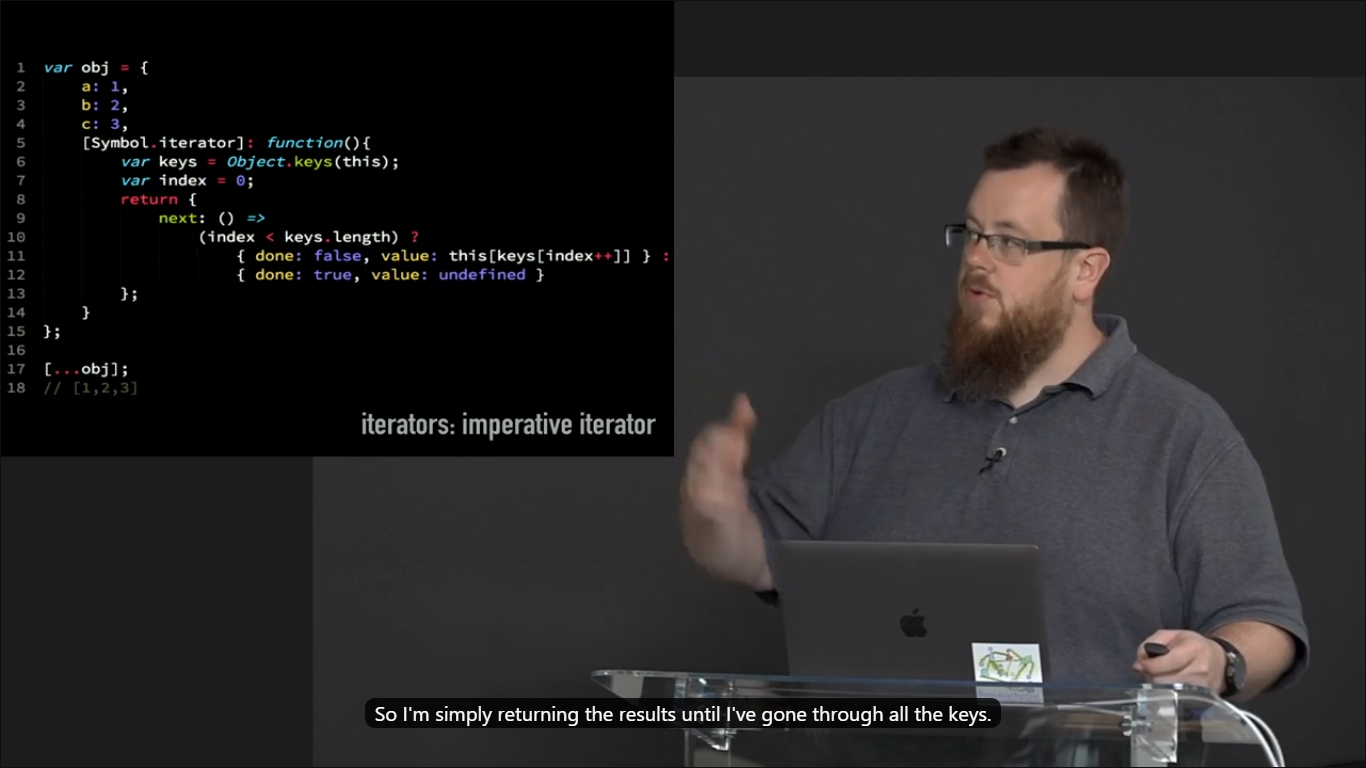 1 var obj = {
2 a: 1,
3 b: 2,
4 c: 3,
5 [Symbol.iterator]: function(){
6 var keys = Object.keys(this);
7 var index = 0;
8 return {
9 next: () =>
10 (index < keys.length) ?
11 { done: false, value: this[keys[index++]] } :
12 { done: true, value: undefined }
13 };
14 }
15 };
16
17 [...obj];
18 // [1,2,3]
iterators: imperative iterator
So I'm simply returning the results until I've gone through all the keys.